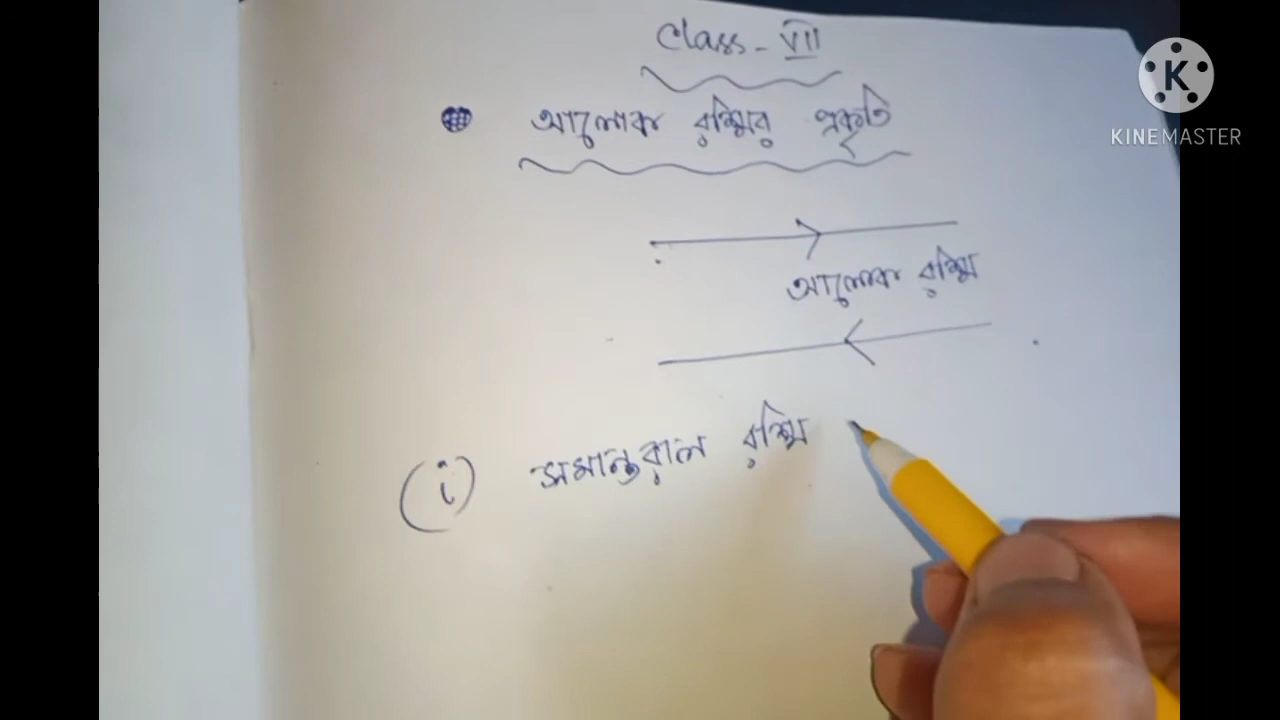 Class - VII
আলোক রশ্মির প্রকৃতি
আলোক রশ্মি
(i) সমান্তরাল রশ্মি
KINEMASTER